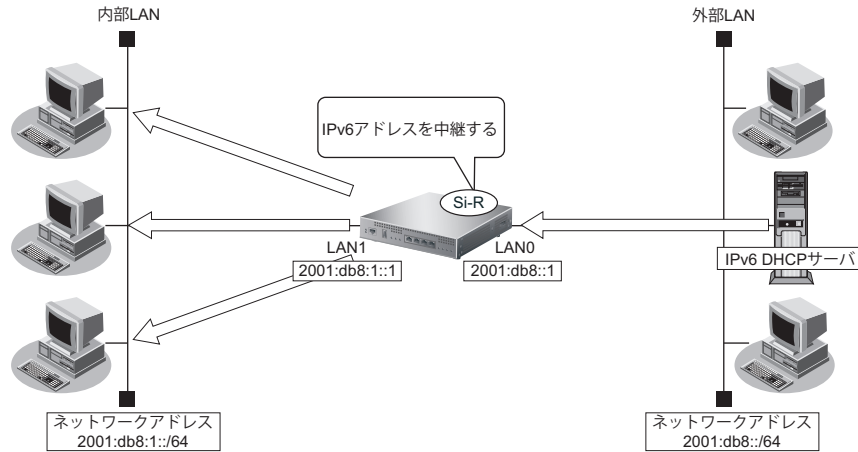 内部LAN
外部LAN
IPv6アドレスを中継する
Si-R
LAN1
2001:db8:1::1
LAN0
2001:db8::1
IPv6 DHCPサーバ
ネットワークアドレス
2001:db8:1::/64
ネットワークアドレス
2001:db8::/64